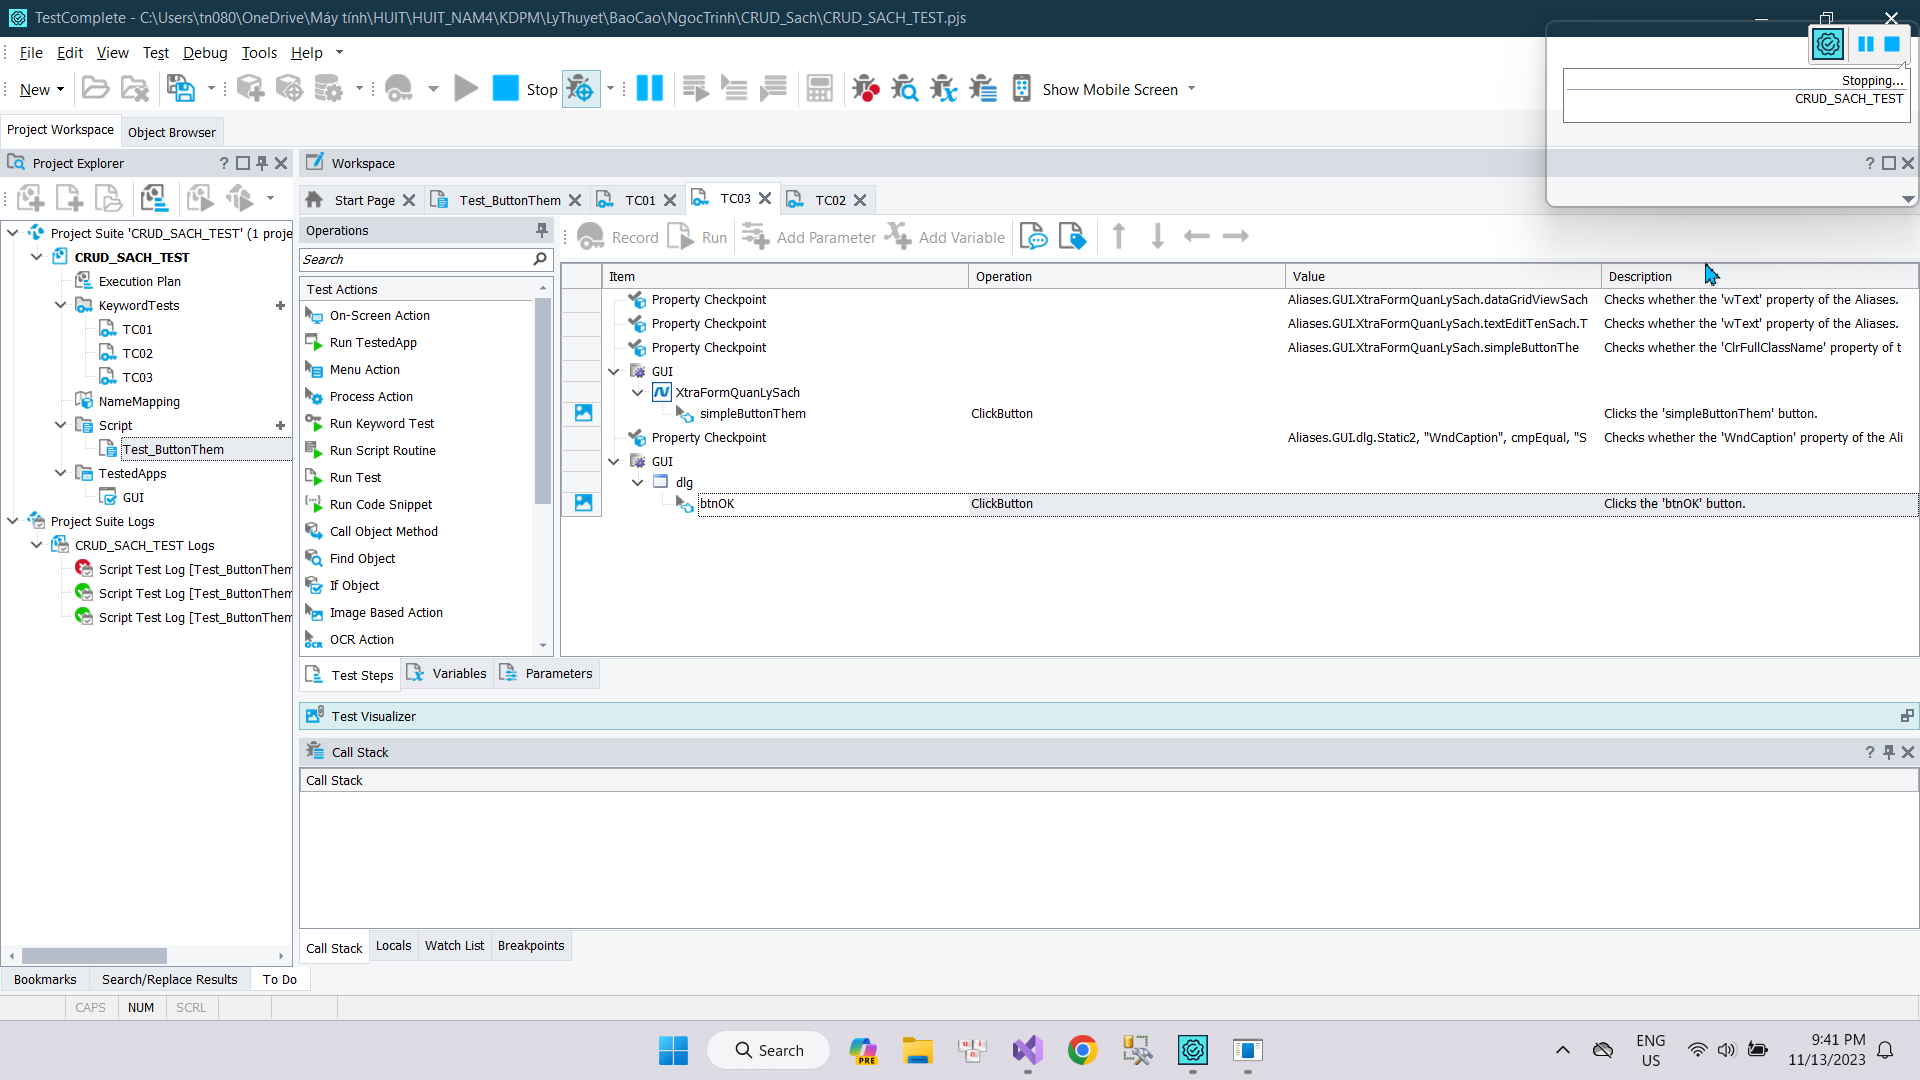 TestComplete - C:\Users\tn080\OneDrive\Máy tính\HUIT\HUIT_NAM4\KDPM\LyThuyet\BaoCao\NgocTrinh\CRUD_Sach\CRUD_SACH_TEST.pjs
File Edit View Test Debug Tools Help
New Stop Show Mobile Screen
Stopping...
CRUD_SACH_TEST
Project Workspace Object Browser
Project Explorer
Workspace
Start Page Test_ButtonThem TC01 TC03 TC02
Operations
Record Run Add Parameter Add Variable
Search
Project Suite 'CRUD_SACH_TEST' (1 proje
CRUD_SACH_TEST
Execution Plan
KeywordTests
TC01
TC02
TC03
NameMapping
Script
Test_ButtonThem
TestedApps
GUI
Project Suite Logs
CRUD_SACH_TEST Logs
Script Test Log [Test_ButtonThem
Script Test Log [Test_ButtonThem
Script Test Log [Test_ButtonThem
Test Actions
On-Screen Action
Run TestedApp
Menu Action
Process Action
Run Keyword Test
Run Script Routine
Run Test
Run Code Snippet
Call Object Method
Find Object
If Object
Image Based Action
OCR
OCR Action
Item Operation Value Description
Property Checkpoint Aliases.GUI.XtraFormQuanLySach.dataGridViewSach Checks whether the 'wText' property of the Aliases.
Property Checkpoint Aliases.GUI.XtraFormQuanLySach.textEditTenSach.T Checks whether the 'wText' property of the Aliases.
Property Checkpoint Aliases.GUI.XtraFormQuanLySach.simpleButtonThe Checks whether the 'ClrFullClassName' property of t
GUI
XtraFormQuanLySach
simpleButtonThem ClickButton Clicks the 'simpleButtonThem' button.
Property Checkpoint Aliases.GUI.dlg.Static2, "WndCaption", cmpEqual, "S Checks whether the 'WndCaption' property of the Ali
GUI
dlg
btnOK ClickButton Clicks the 'btnOK' button.
Test Steps Variables Parameters
Test Visualizer
Call Stack
Call Stack
Call Stack Locals Watch List Breakpoints
Bookmarks Search/Replace Results To Do
CAPS NUM SCRL
Search
PRE
ENG
US
9:41 PM
11/13/2023